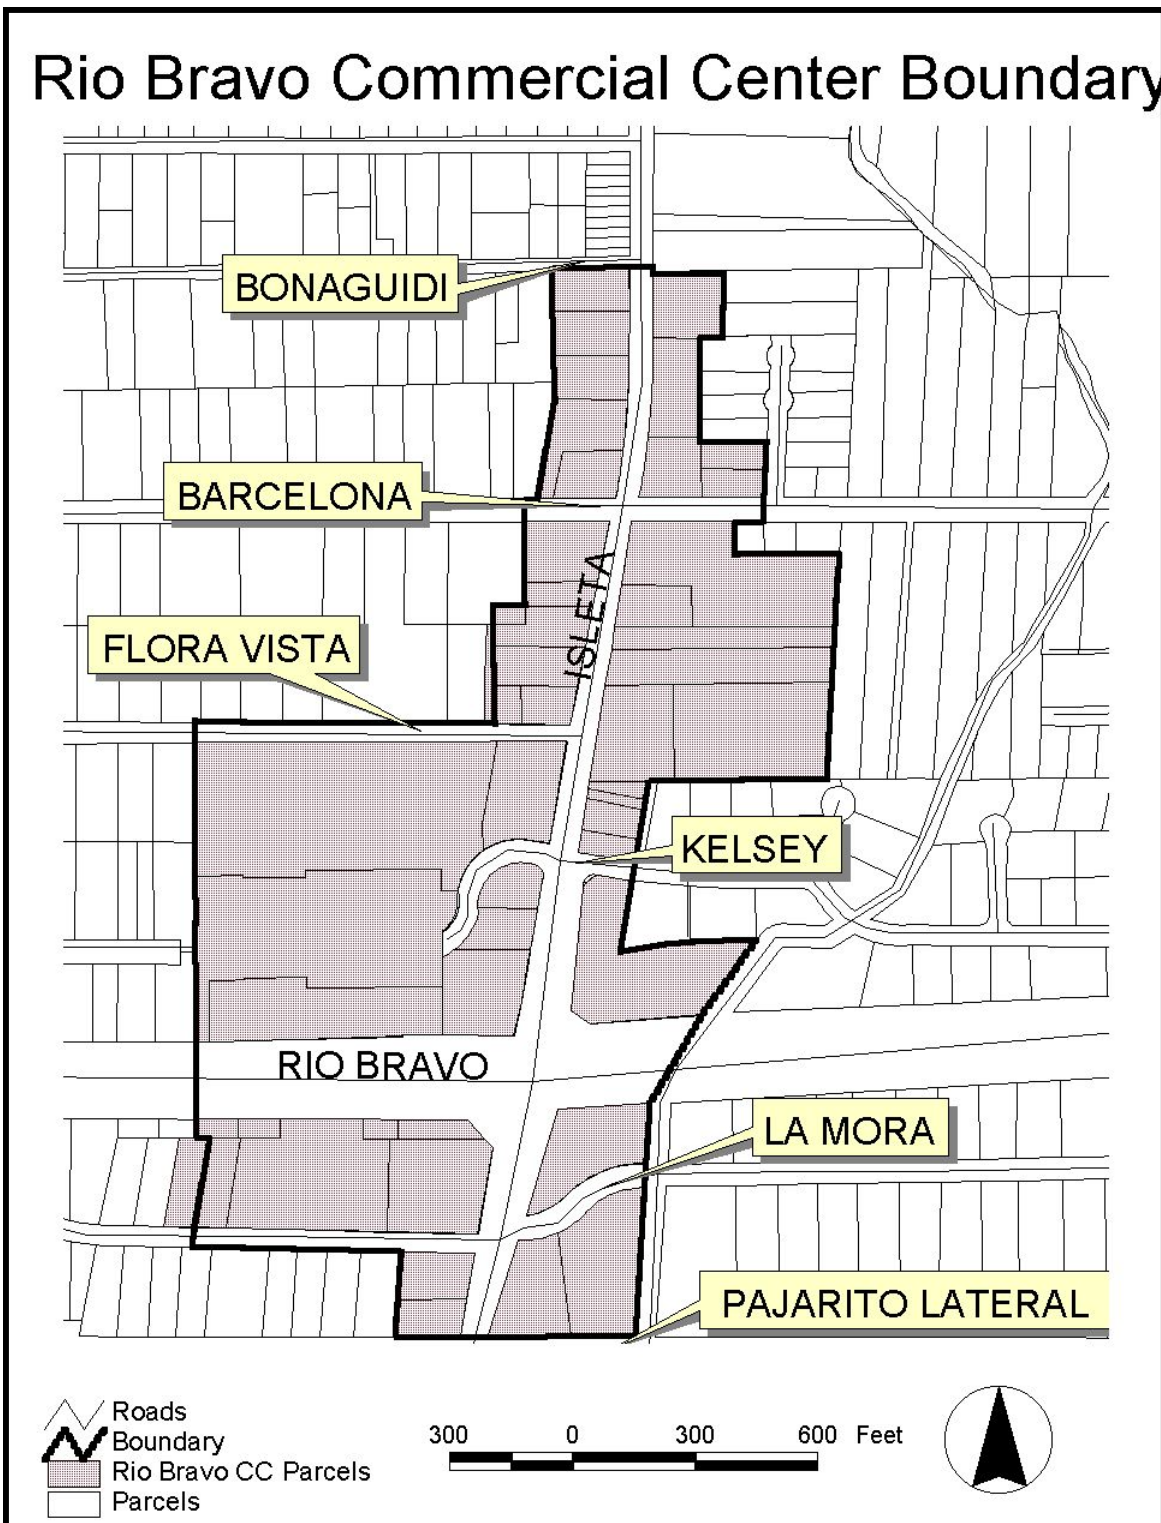 Rio Bravo Commercial Center Boundary
BONAGUIDI
BARCELONA
ISLETA
FLORA VISTA
KELSEY
RIO BRAVO
LA MORA
PAJARITO LATERAL
Roads
Boundary
Rio Bravo CC Parcels
Parcels
300 0 300 600 Feet